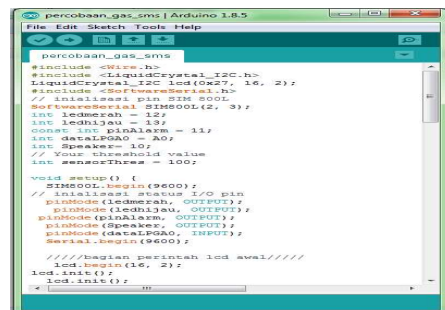 percobaan_gas_sms | Arduino 1.8.5
File Edit Sketch Tools Help
percobaan_gas_sms
#include <Wire.h>
#include <LiquidCrystal_I2C.h>
LiquidCrystal_I2C lcd(0x27, 16, 2);
#include <SoftwareSerial.h>
// inialisasi pin SIM 800L
SoftwareSerial SIM800L(2, 3);
int ledmerah = 12;
int ledhijau = 13;
const int pinAlarm = 11;
int dataLPGA0 = A0;
int Speaker= 10;
// Your threshold value
int sensorThres = 100;
void setup() {
SIM800L.begin(9600);
// inialisasi status I/O pin
pinMode(ledmerah, OUTPUT);
pinMode(ledhijau, OUTPUT);
pinMode(pinAlarm, OUTPUT);
pinMode(Speaker, OUTPUT);
pinMode(dataLPGA0, INPUT);
Serial.begin(9600);
/////bagian perintah lcd awal/////
lcd.begin(16, 2);
lcd.init();
lcd.init();